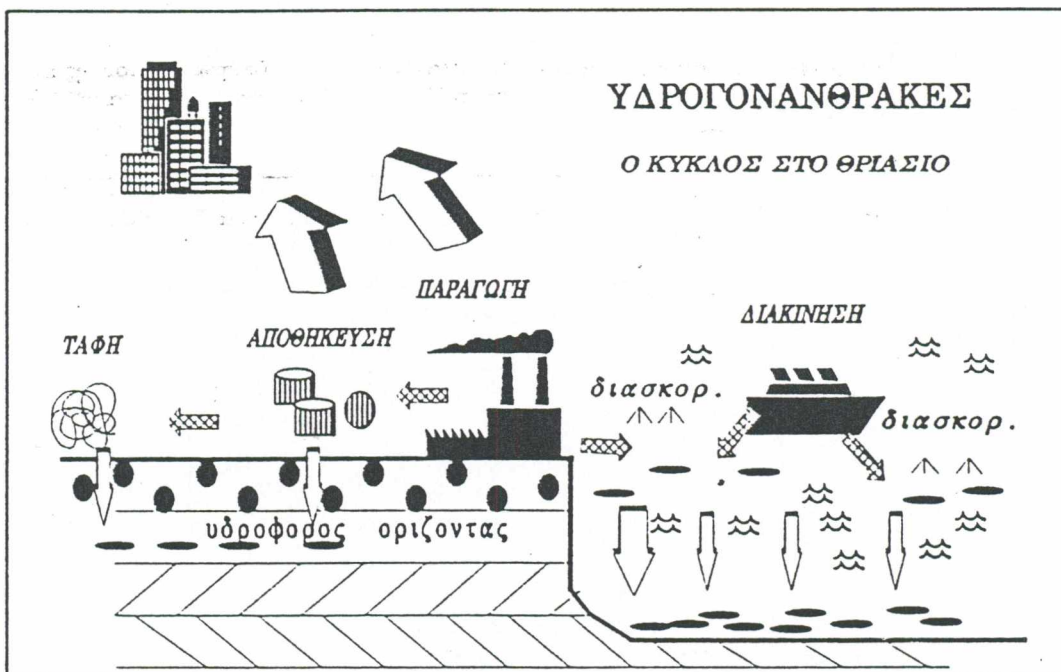 ΥΔΡΟΓΟΝΑΝΘΡΑΚΕΣ
Ο ΚΥΚΛΟΣ ΣΤΟ ΘΡΙΑΣΙΟ
ΠΑΡΑΓΩΓΗ
ΔΙΑΚΙΝΗΣΗ
ΤΑΦΗ
ΑΠΟΘΗΚΕΥΣΗ
διασκορ.
διασκορ.
υδροφορος οριζοντας